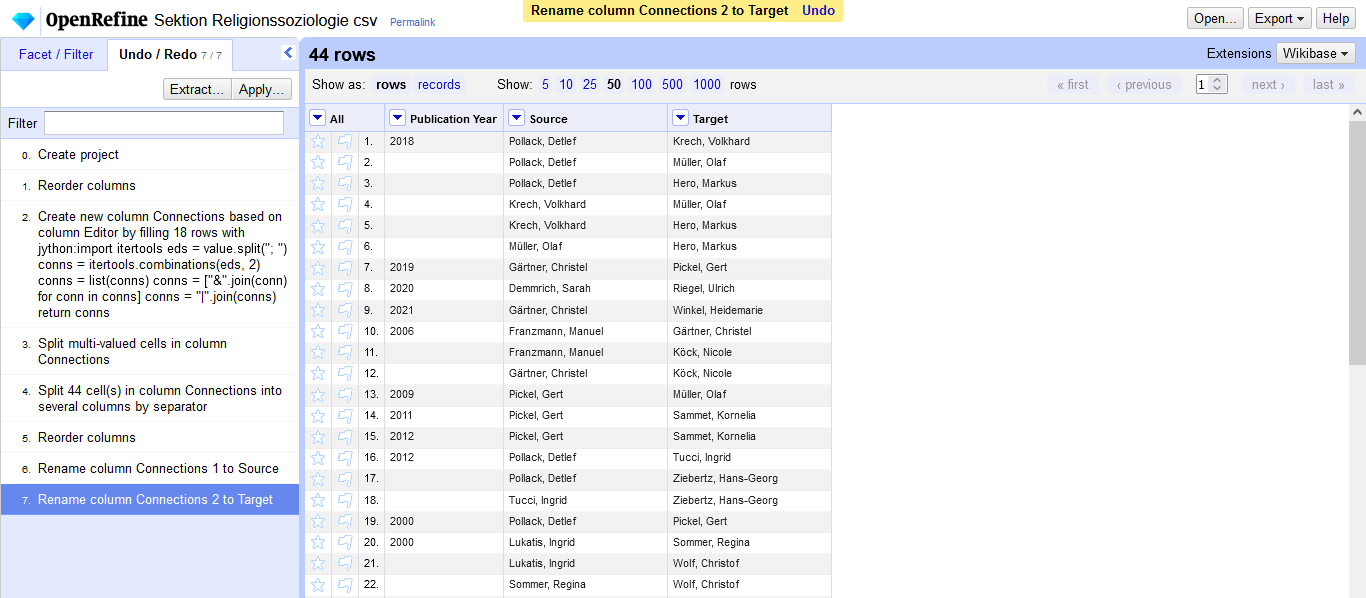 Rename column Connections 2 to Target Undo
OpenRefine Sektion Religionssoziologie csv Permalink
Open... Export Help
Facet / Filter Undo / Redo 7 / 7
44 rows
Extensions Wikibase
Extract... Apply...
Show as: rows records Show: 5 10 25 50 100 500 1000 rows
« first ‹ previous 1 next › last »
Filter
0. Create project
1. Reorder columns
2. Create new column Connections based on
column Editor by filling 18 rows with
jython:import itertools eds = value.split("; ")
conns = itertools.combinations(eds, 2)
conns = list(conns) conns = ["&".join(conn)
for conn in conns] conns = "|".join(conns)
return conns
3. Split multi-valued cells in column
Connections
4. Split 44 cell(s) in column Connections into
several columns by separator
5. Reorder columns
6. Rename column Connections 1 to Source
7. Rename column Connections 2 to Target
All Publication Year Source Target
1. 2018 Pollack, Detlef Krech, Volkhard
2. Pollack, Detlef Müller, Olaf
3. Pollack, Detlef Hero, Markus
4. Krech, Volkhard Müller, Olaf
5. Krech, Volkhard Hero, Markus
6. Müller, Olaf Hero, Markus
7. 2019 Gärtner, Christel Pickel, Gert
8. 2020 Demmrich, Sarah Riegel, Ulrich
9. 2021 Gärtner, Christel Winkel, Heidemarie
10. 2006 Franzmann, Manuel Gärtner, Christel
11. Franzmann, Manuel Köck, Nicole
12. Gärtner, Christel Köck, Nicole
13. 2009 Pickel, Gert Müller, Olaf
14. 2011 Pickel, Gert Sammet, Kornelia
15. 2012 Pickel, Gert Sammet, Kornelia
16. 2012 Pollack, Detlef Tucci, Ingrid
17. Pollack, Detlef Ziebertz, Hans-Georg
18. Tucci, Ingrid Ziebertz, Hans-Georg
19. 2000 Pollack, Detlef Pickel, Gert
20. 2000 Lukatis, Ingrid Sommer, Regina
21. Lukatis, Ingrid Wolf, Christof
22. Sommer, Regina Wolf, Christof